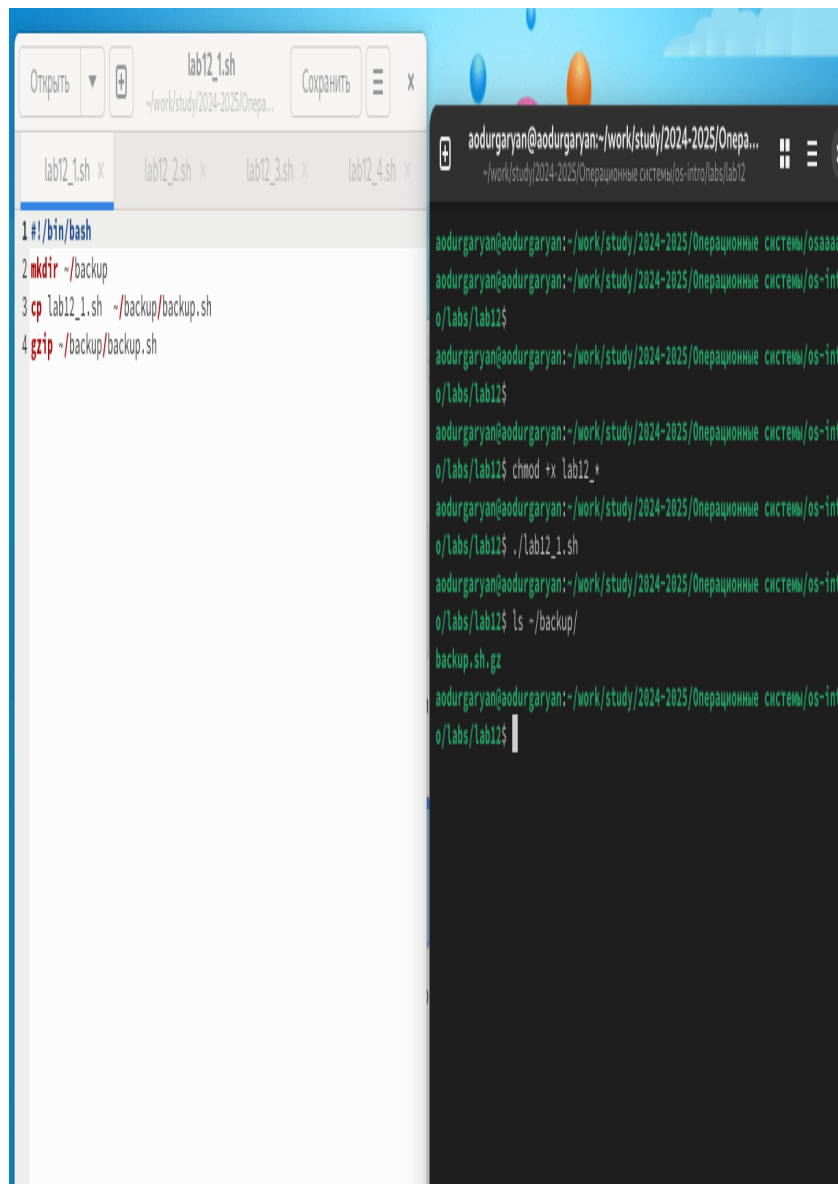 Открыть
lab12_1.sh
~/work/study/2024-2025/Опера...
Сохранить
lab12_1.sh
lab12_2.sh
lab12_3.sh
lab12_4.sh
1 #!/bin/bash
2 mkdir ~/backup
3 cp lab12_1.sh  ~/backup/backup.sh
4 gzip ~/backup/backup.sh
aodurgaryan@aodurgaryan:~/work/study/2024-2025/Опера...
~/work/study/2024-2025/Операционные системы/os-intro/labs/lab12
aodurgaryan@aodurgaryan:~/work/study/2024-2025/Операционные системы/osaaaa
aodurgaryan@aodurgaryan:~/work/study/2024-2025/Операционные системы/os-int
o/labs/lab12$
aodurgaryan@aodurgaryan:~/work/study/2024-2025/Операционные системы/os-int
o/labs/lab12$
aodurgaryan@aodurgaryan:~/work/study/2024-2025/Операционные системы/os-int
o/labs/lab12$ chmod +x lab12_*
aodurgaryan@aodurgaryan:~/work/study/2024-2025/Операционные системы/os-int
o/labs/lab12$ ./lab12_1.sh
aodurgaryan@aodurgaryan:~/work/study/2024-2025/Операционные системы/os-int
o/labs/lab12$ ls ~/backup/
backup.sh.gz
aodurgaryan@aodurgaryan:~/work/study/2024-2025/Операционные системы/os-int
o/labs/lab12$